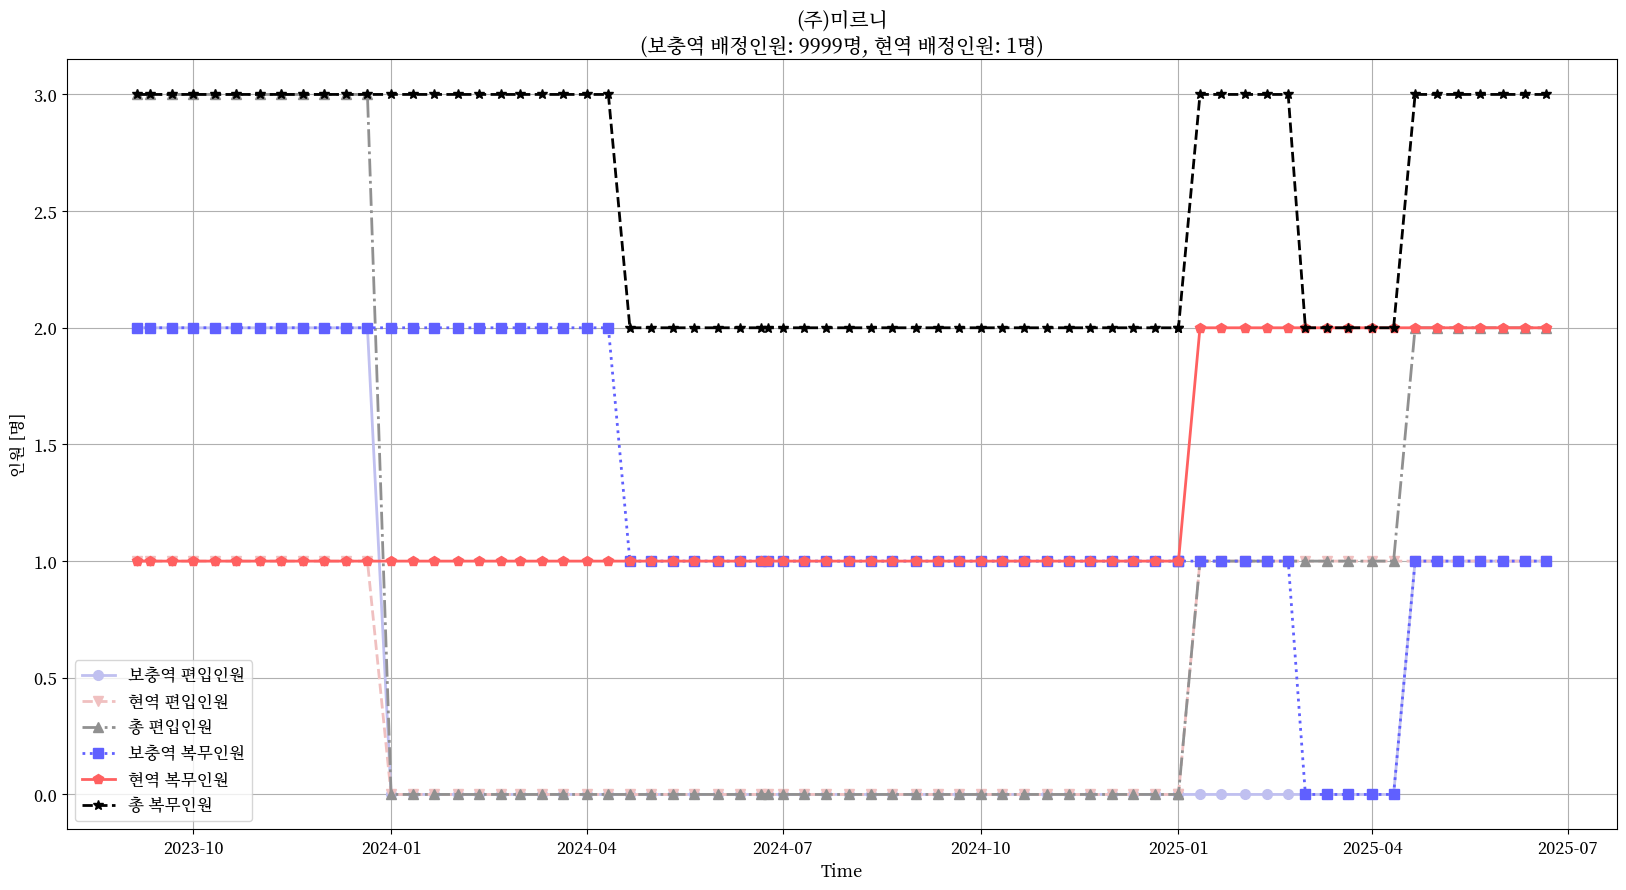 (주)미르니
(보충역 배정인원: 9999명, 현역 배정인원: 1명)
인원 [명]
3.0
2.5
2.0
1.5
1.0
0.5
0.0
보충역 편입인원
현역 편입인원
총 편입인원
보충역 복무인원
현역 복무인원
총 복무인원
2023-10 2024-01 2024-04 2024-07 2024-10 2025-01 2025-04 2025-07
Time